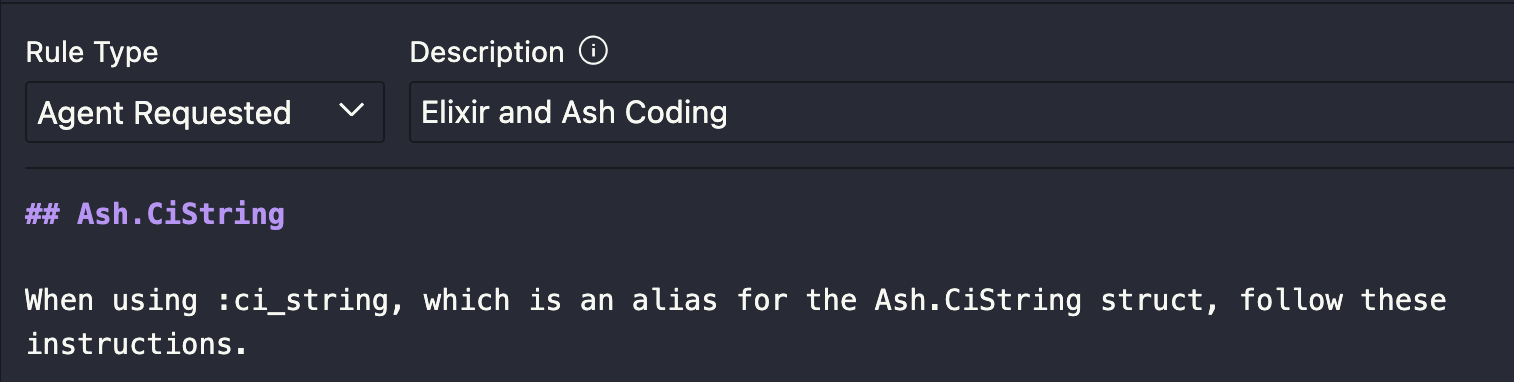 Rule Type
Description
Agent Requested
Elixir and Ash Coding
## Ash.CiString
When using :ci_string, which is an alias for the Ash.CiString struct, follow these
instructions.